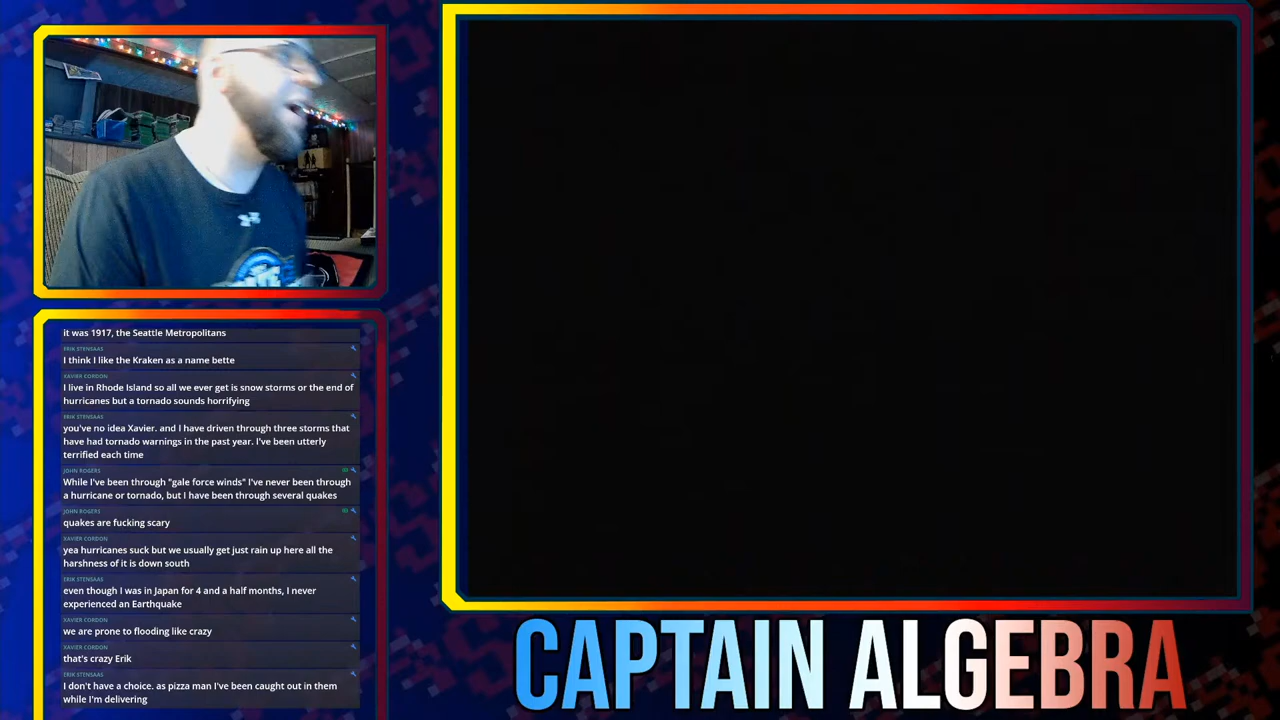 it was 1917, the Seattle Metropolitans
ERIK STENSAAS
I think I like the Kraken as a name bette
XAVIER CORDON
I live in Rhode Island so all we ever get is snow storms or the end of
hurricanes but a tornado sounds horrifying
ERIK STENSAAS
you've no idea Xavier. and I have driven through three storms that
have had tornado warnings in the past year. I've been utterly
terrified each time
JOHN ROGERS
While I've been through "gale force winds" I've never been through
a hurricane or tornado, but I have been through several quakes
JOHN ROGERS
quakes are fucking scary
XAVIER CORDON
yea hurricanes suck but we usually get just rain up here all the
harshness of it is down south
ERIK STENSAAS
even though I was in Japan for 4 and a half months, I never
experienced an Earthquake
XAVIER CORDON
we are prone to flooding like crazy
XAVIER CORDON
that's crazy Erik
ERIK STENSAAS
I don't have a choice. as pizza man I've been caught out in them
while I'm delivering
CAPTAIN ALGEBRA